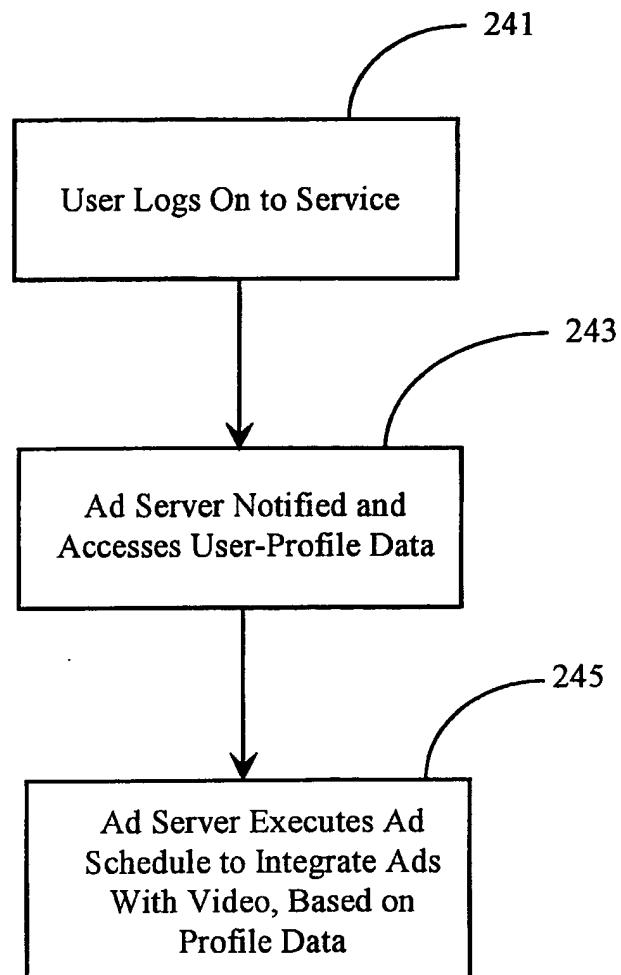 241
User Logs On to Service
243
Ad Server Notified and
Accesses User-Profile Data
245
Ad Server Executes Ad
Schedule to Integrate Ads
With Video, Based on
Profile Data